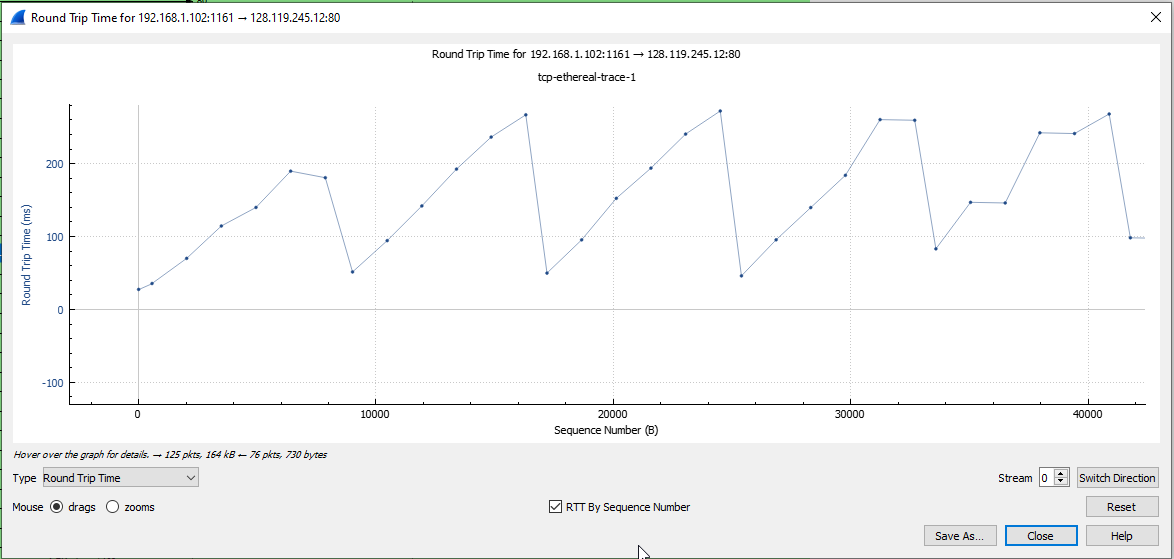 Round Trip Time for 192.168.1.102:1161 → 128.119.245.12:80
Round Trip Time for 192.168.1.102:1161 → 128.119.245.12:80
tcp-ethereal-trace-1
Round Trip Time (ms)
200
100
0
-100
0 10000 20000 30000 40000
Sequence Number (B)
Hover over the graph for details. → 125 pkts, 164 kB ← 76 pkts, 730 bytes
Type Round Trip Time Stream 0 Switch Direction
Mouse drags zooms RTT By Sequence Number Reset
Save As... Close Help